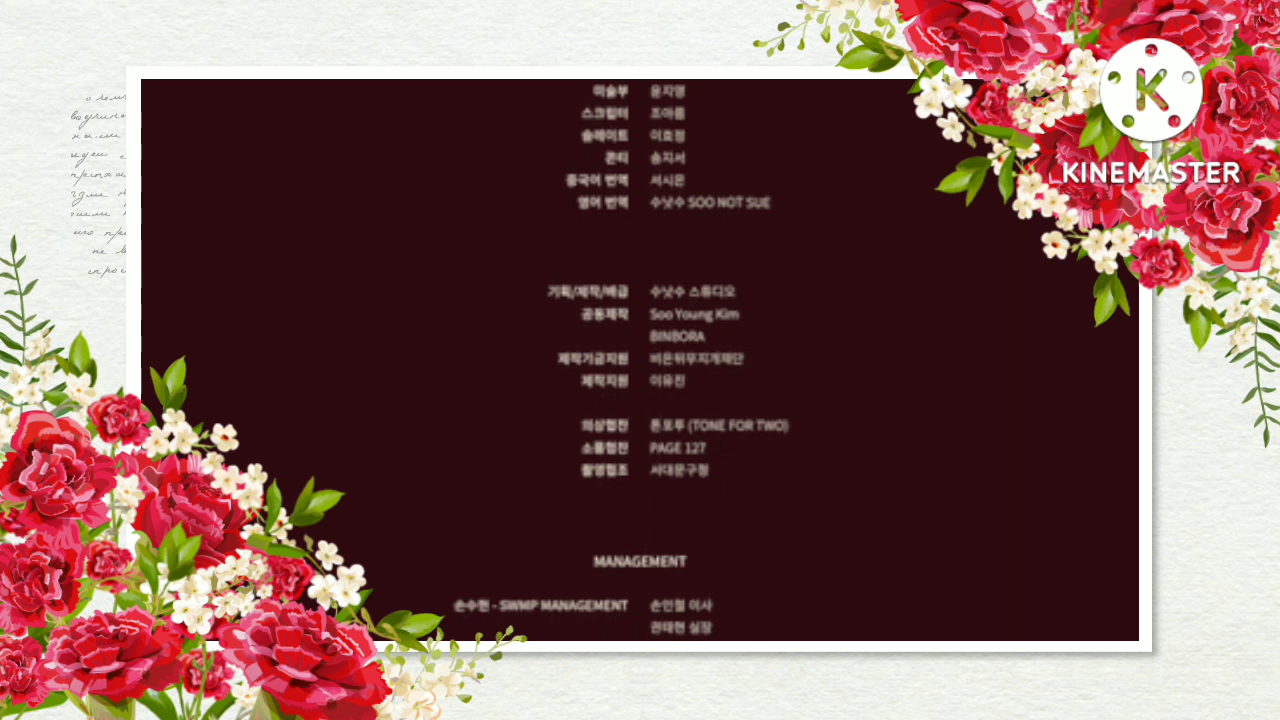 미술부 윤지영
스크립터 조아름
슬레이트 이효정
콘티 송지서
중국어 번역 서시몬
영어 번역 수낫수 SOO NOT SUE
기획/제작/배급 수낫수 스튜디오
공동제작 Soo Young Kim
BINBORA
제작기금지원 비온뒤무지개재단
제작지원 이유진
의상협찬 톤포투 (TONE FOR TWO)
소품협찬 PAGE 127
촬영협조 서대문구청
MANAGEMENT
손수현 - SWMP MANAGEMENT 손민철 이사
권태현 실장
K
KINEMASTER